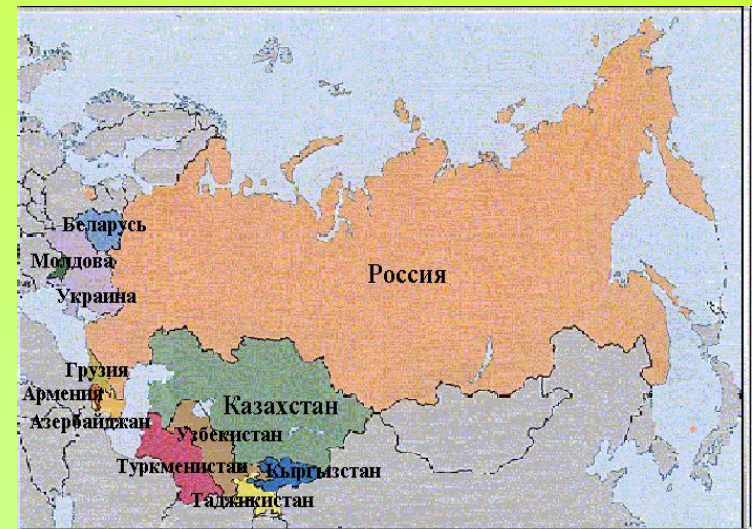 Беларусь
Молдова
Украина
Россия
Грузия
Армения
Азербайджан
Казахстан
Узбекистан
Туркменистан
Кыргызстан
Таджикистан